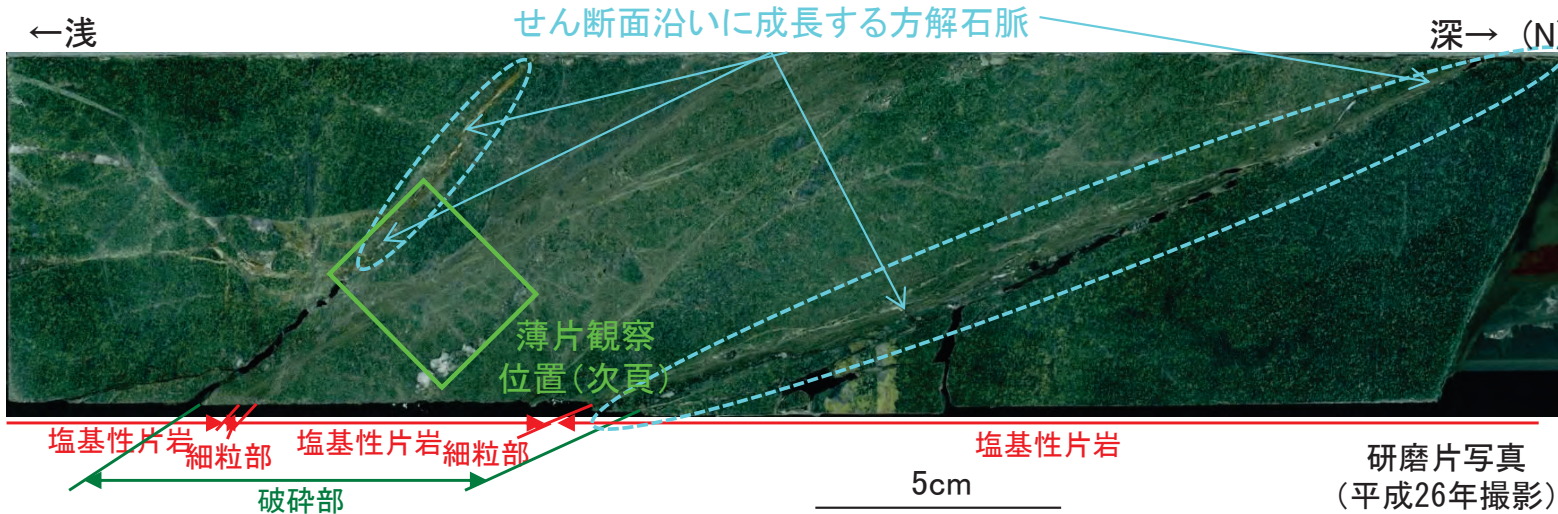 せん断面沿いに成長する方解石脈
←浅
深→ (N)
薄片観察
位置(次頁)
塩基性片岩
細粒部
塩基性片岩
細粒部
塩基性片岩
破砕部
5cm
研磨片写真
(平成26年撮影)